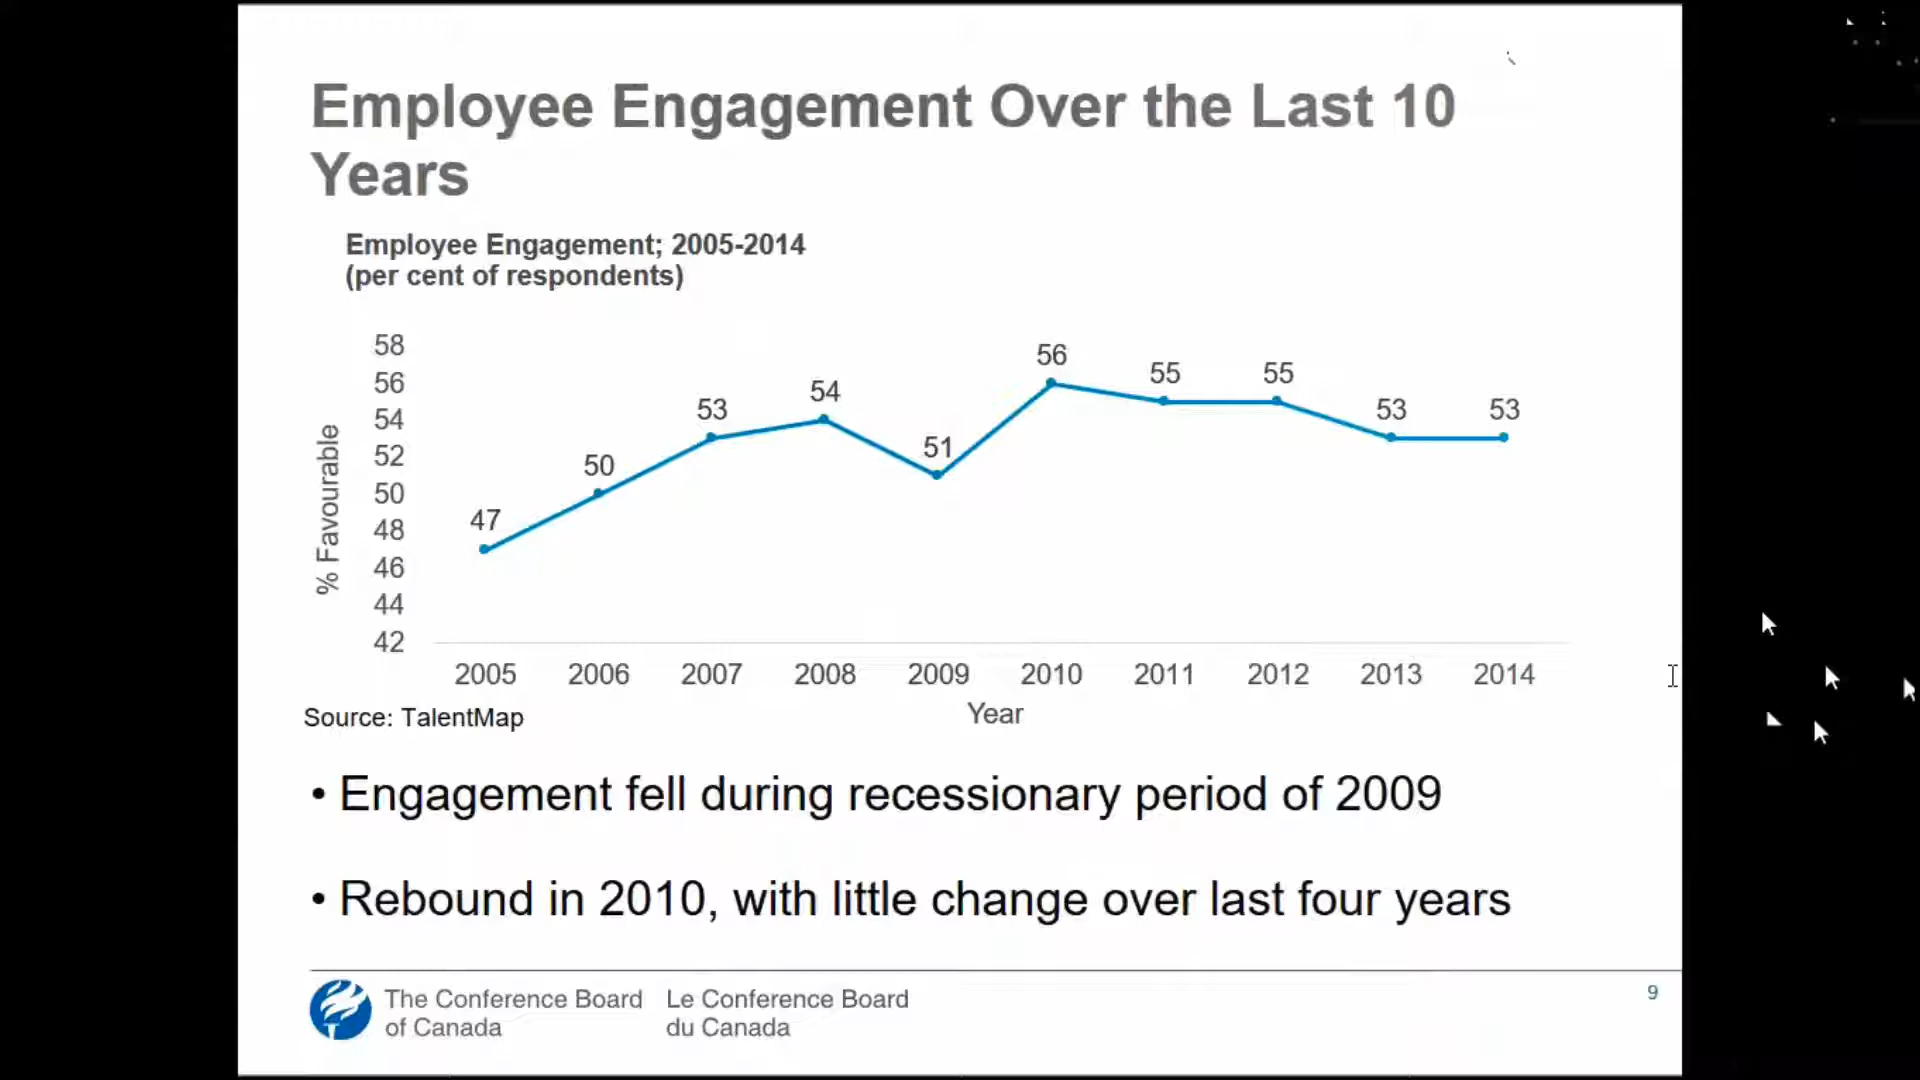 Employee Engagement Over the Last 10
Years
Employee Engagement; 2005-2014
(per cent of respondents)
% Favourable
58
56
54
52
50
48
46
44
42
47
50
53
54
51
56
55
55
53
53
2005 2006 2007 2008 2009 2010 2011 2012 2013 2014
Year
Source: TalentMap
• Engagement fell during recessionary period of 2009
• Rebound in 2010, with little change over last four years
The Conference Board
of Canada
Le Conference Board
du Canada
9